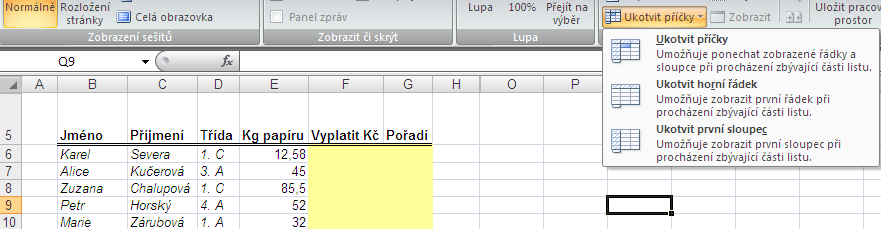 Normálně Rozložení stránky Celá obrazovka
Panel zpráv
Lupa 100% Přejít na výběr
Ukotvit příčky Zobrazit
Uložit pracov prostor
Zobrazení sešitů Zobrazit či skrýt Lupa
Ukotvit příčky
Umožňuje ponechat zobrazené řádky a
sloupce při procházení zbývající části listu.
Ukotvit horní řádek
Umožňuje zobrazit první řádek při
procházení zbývající části listu.
Ukotvit první sloupec
Umožňuje zobrazit první sloupec při
procházení zbývající části listu.
Q9 fx
A B C D E F G H O P
5 Jméno Příjmení Třída Kg papíru Vyplatit Kč Pořadí
6 Karel Severa 1. C 12,58
7 Alice Kučerová 3. A 45
8 Zuzana Chalupová 1. C 85,5
9 Petr Horský 4. A 52
10 Marie Zárubová 1. A 32